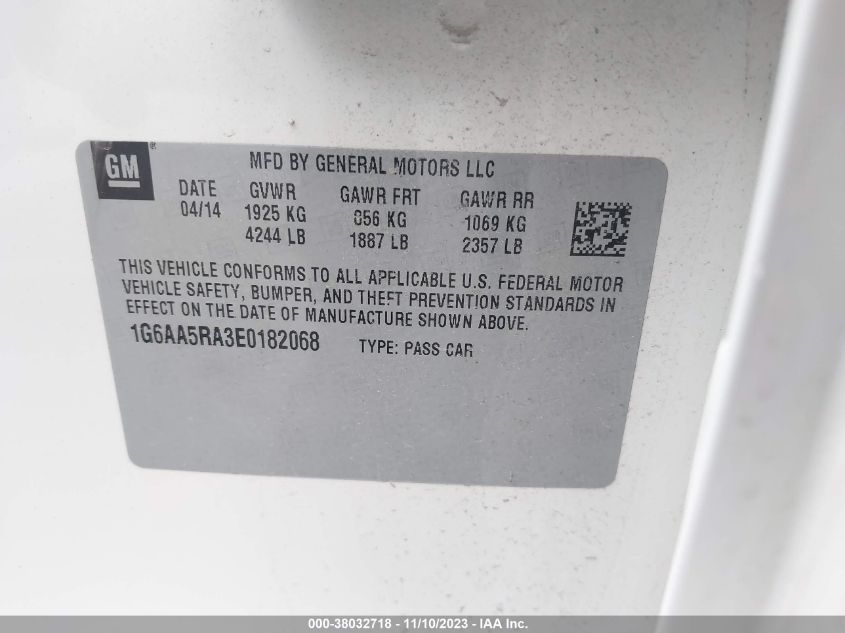 GM ®
MFD BY GENERAL MOTORS LLC
DATE GVWR GAWR FRT GAWR RR
04/14 1925 KG 856 KG 1069 KG
4244 LB 1887 LB 2357 LB
THIS VEHICLE CONFORMS TO ALL APPLICABLE U.S. FEDERAL MOTOR
VEHICLE SAFETY, BUMPER, AND THEFT PREVENTION STANDARDS IN
EFFECT ON THE DATE OF MANUFACTURE SHOWN ABOVE.
1G6AA5RA3E0182068 TYPE: PASS CAR
000-38032718 - 11/10/2023 - IAA Inc.